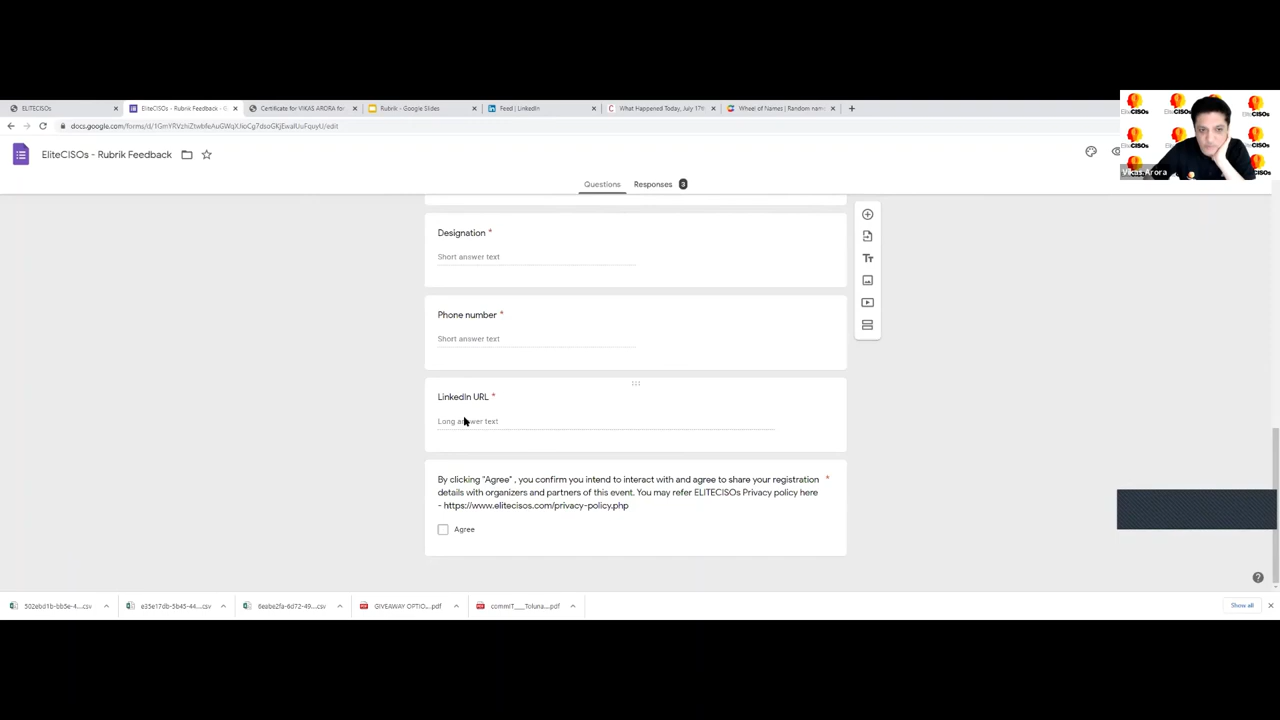 ELITECISOs
EliteCISOs - Rubrik Feedback - G
Certificate for VIKAS ARORA for
Rubrik - Google Slides
Feed | LinkedIn
What Happened Today, July 17th
Wheel of Names | Random name
EliteCISOs - Rubrik Feedback
Vikas Arora
Questions
Responses 3
Designation *
Short answer text
Phone number *
Short answer text
LinkedIn URL *
Long answer text
By clicking "Agree" , you confirm you intend to interact with and agree to share your registration *
details with organizers and partners of this event. You may refer ELITECISOs Privacy policy here
- https://www.elitecisos.com/privacy-policy.php
Agree
GIVEAWAY OPTIO....pdf
commIT___Toluna....pdf
Show all